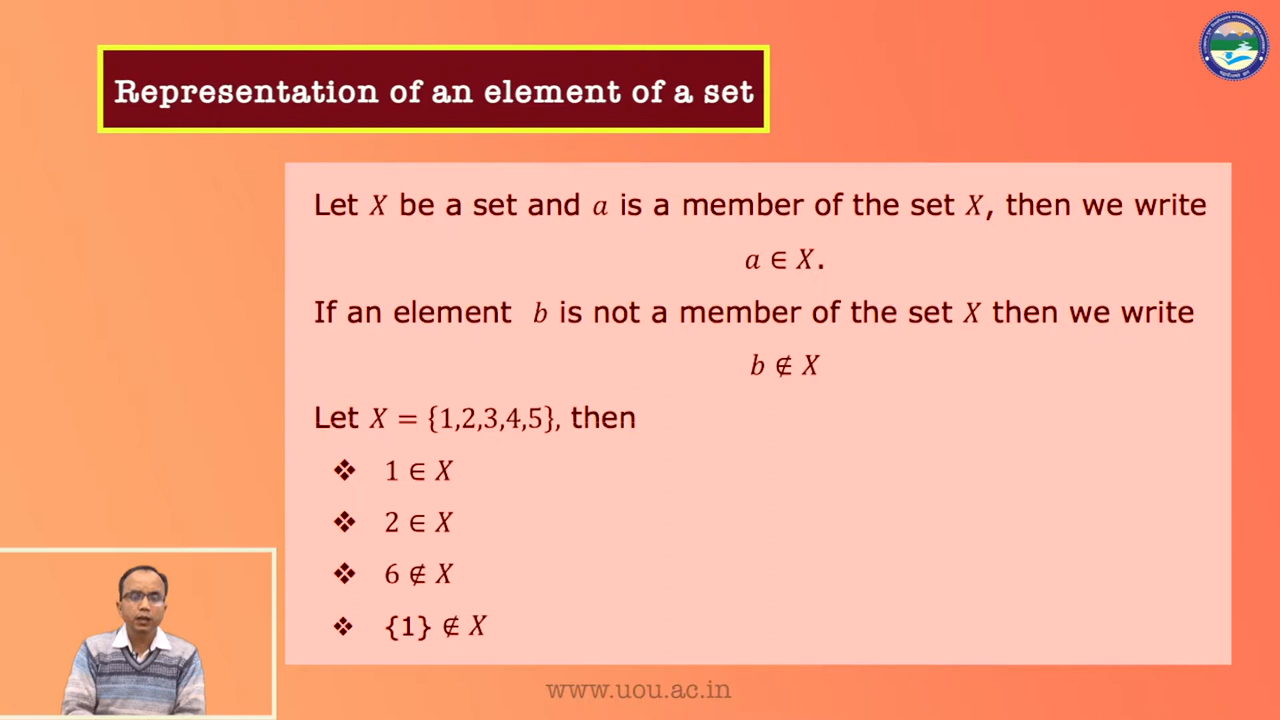 Representation of an element of a set
Let X be a set and a is a member of the set X, then we write
a ∈ X.
If an element b is not a member of the set X then we write
b ∉ X
Let X = {1,2,3,4,5}, then
❖ 1 ∈ X
❖ 2 ∈ X
❖ 6 ∉ X
❖ {1} ∉ X
www.uou.ac.in